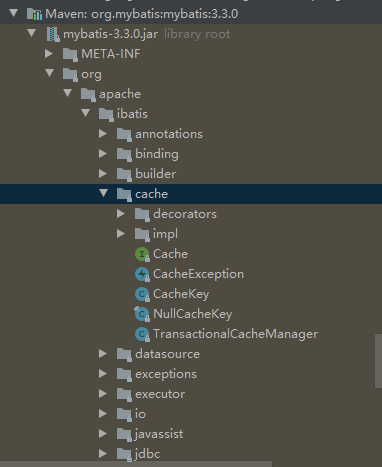 Maven: org.mybatis:mybatis:3.3.0
mybatis-3.3.0.jar library root
META-INF
org
apache
ibatis
annotations
binding
builder
cache
decorators
impl
Cache
CacheException
CacheKey
NullCacheKey
TransactionalCacheManager
datasource
exceptions
executor
io
javassist
jdbc